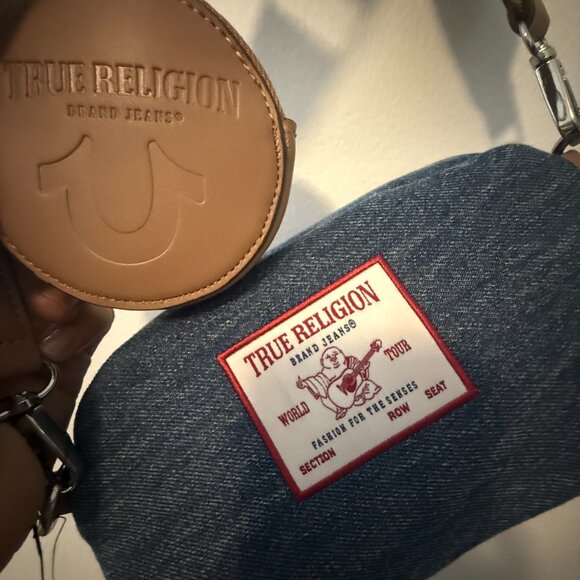 TRUE RELIGION
BRAND JEANS®
TRUE RELIGION
BRAND JEANS®
WORLD TOUR
FASHION FOR THE SENSES
SECTION ROW SEAT